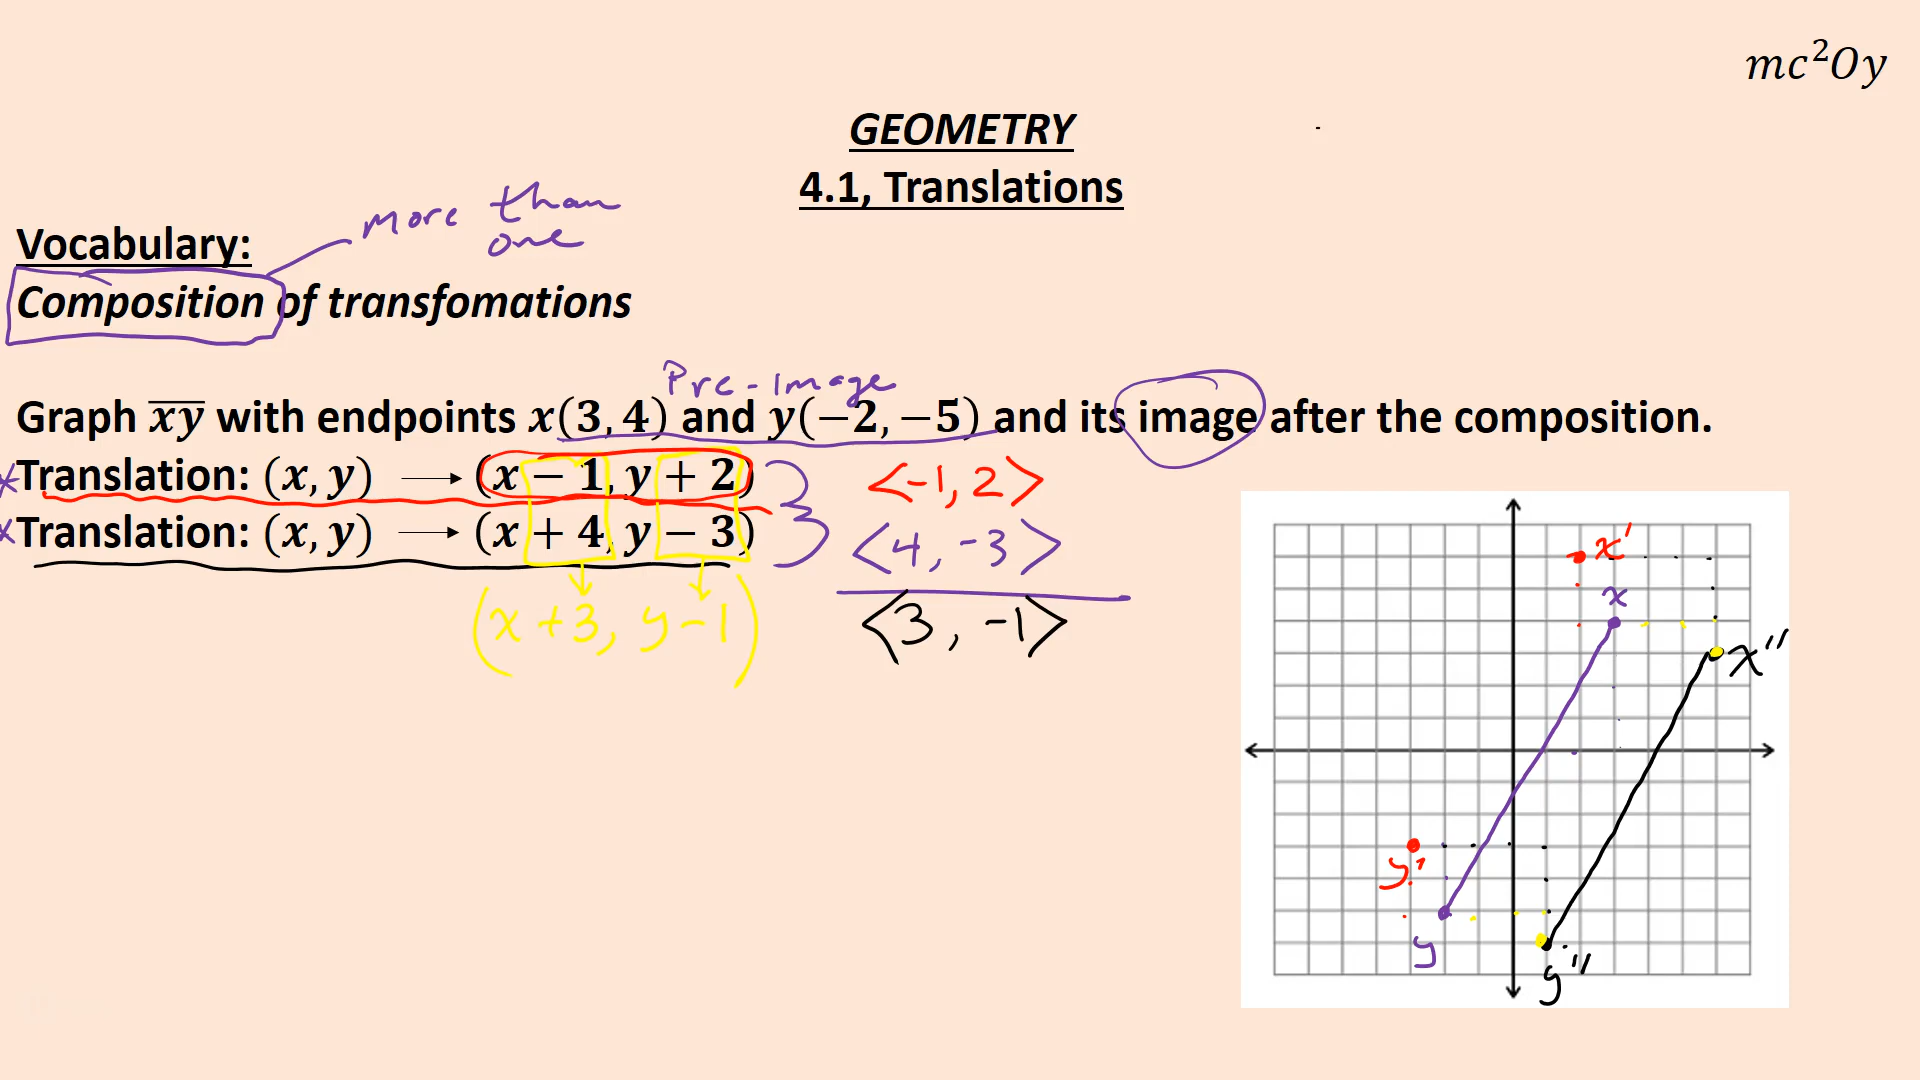 mc²Oy
GEOMETRY
4.1, Translations
more than
one
Vocabulary:
Composition of transfomations
Pre-Image
Graph xy with endpoints x(3, 4) and y(−2, −5) and its image after the composition.
Translation: (x, y) ⟶ (x − 1, y + 2)
<-1, 2>
Translation: (x, y) ⟶ (x + 4, y − 3)
<4, -3>
(x+3, y-1)
<3, -1>
x'
x
x''
y'
y
y''